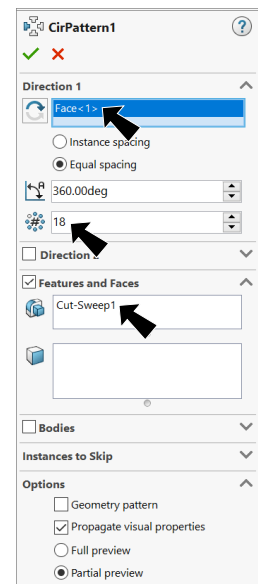 CirPattern1
?
Direction 1
Face<1>
Instance spacing
Equal spacing
360.00deg
18
Direction 2
Features and Faces
Cut-Sweep1
Bodies
Instances to Skip
Options
Geometry pattern
Propagate visual properties
Full preview
Partial preview